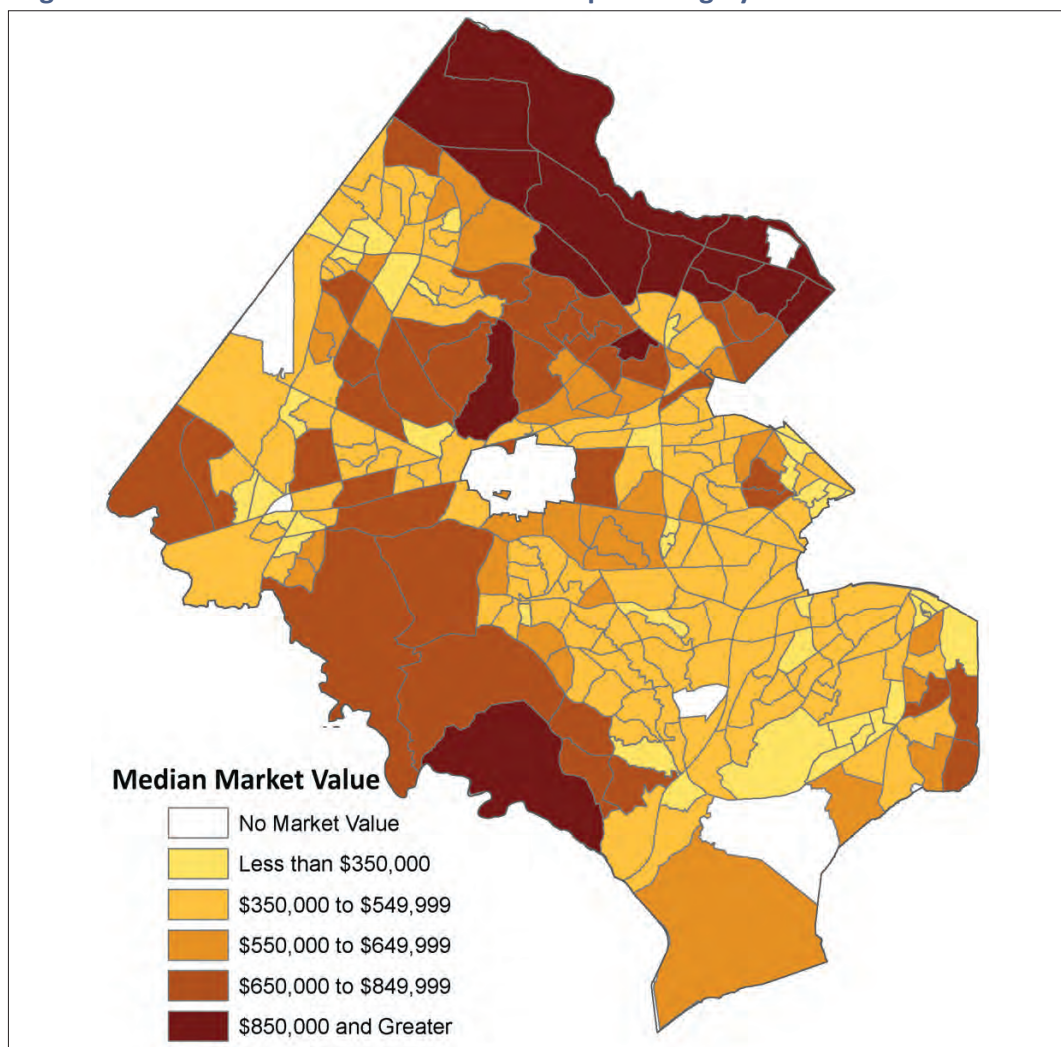 Median Market Value
No Market Value
Less than $350,000
$350,000 to $549,999
$550,000 to $649,999
$650,000 to $849,999
$850,000 and Greater